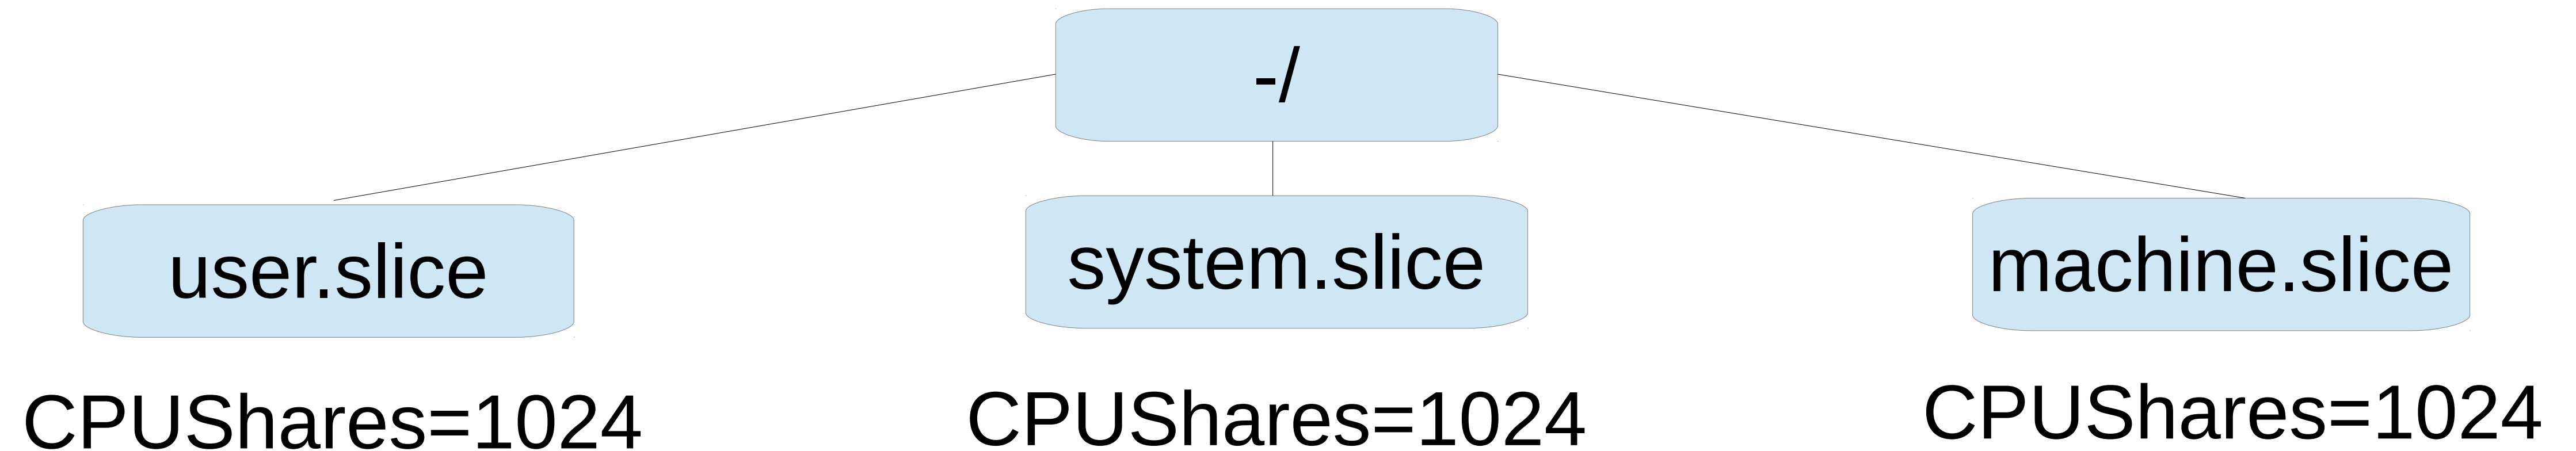 -/
user.slice
system.slice
machine.slice
CPUShares=1024
CPUShares=1024
CPUShares=1024